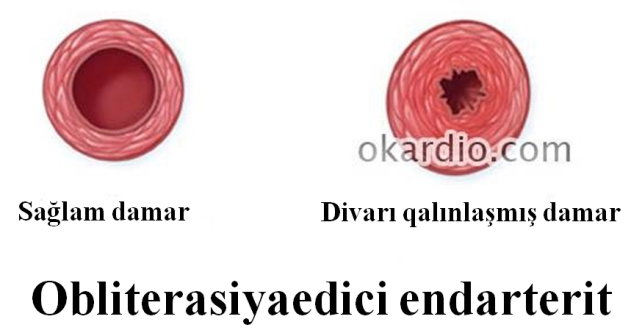 okardio.com
Sağlam damar
Divarı qalınlaşmış damar
Obliterasiyaedici endarterit